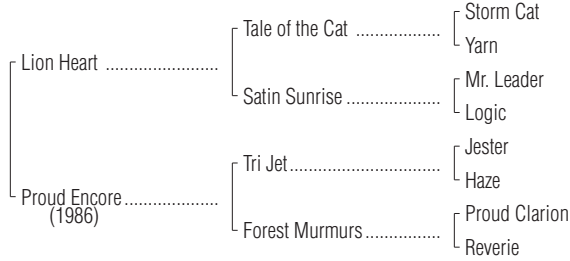 Storm Cat
Tale of the Cat ..................
Yarn
Lion Heart ........................
Mr. Leader
Satin Sunrise ....................
Logic
Jester
Tri Jet................................
Haze
Proud Encore....................
(1986)
Proud Clarion
Forest Murmurs................
Reverie